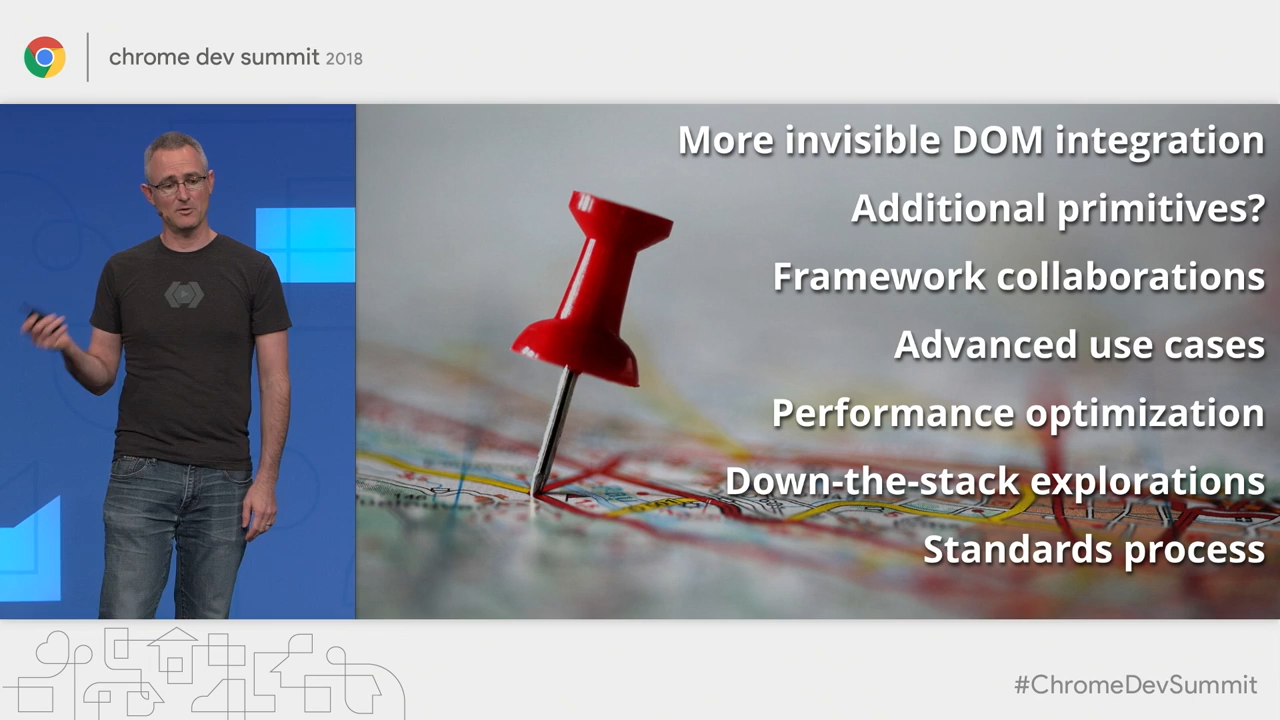 chrome dev summit 2018
More invisible DOM integration
Additional primitives?
Framework collaborations
Advanced use cases
Performance optimization
Down-the-stack explorations
Standards process
#ChromeDevSummit